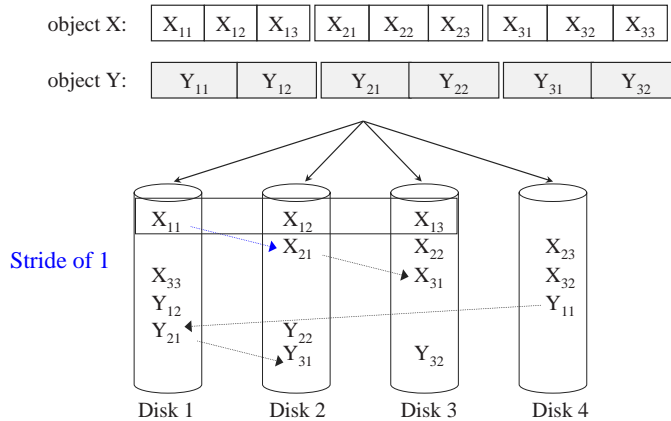 object X: X₁₁ X₁₂ X₁₃ X₂₁ X₂₂ X₂₃ X₃₁ X₃₂ X₃₃
object Y: Y₁₁ Y₁₂ Y₂₁ Y₂₂ Y₃₁ Y₃₂
X₁₁ X₁₂ X₁₃
X₂₁ X₂₂ X₂₃
Stride of 1
X₃₃ X₃₁ X₃₂
Y₁₂ Y₁₁
Y₂₁ Y₂₂
Y₃₁ Y₃₂
Disk 1 Disk 2 Disk 3 Disk 4